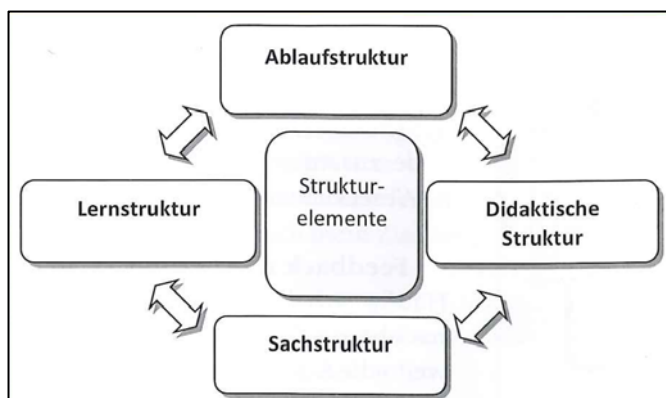 Ablaufstruktur
Lernstruktur
Struktur-
elemente
Didaktische
Struktur
Sachstruktur